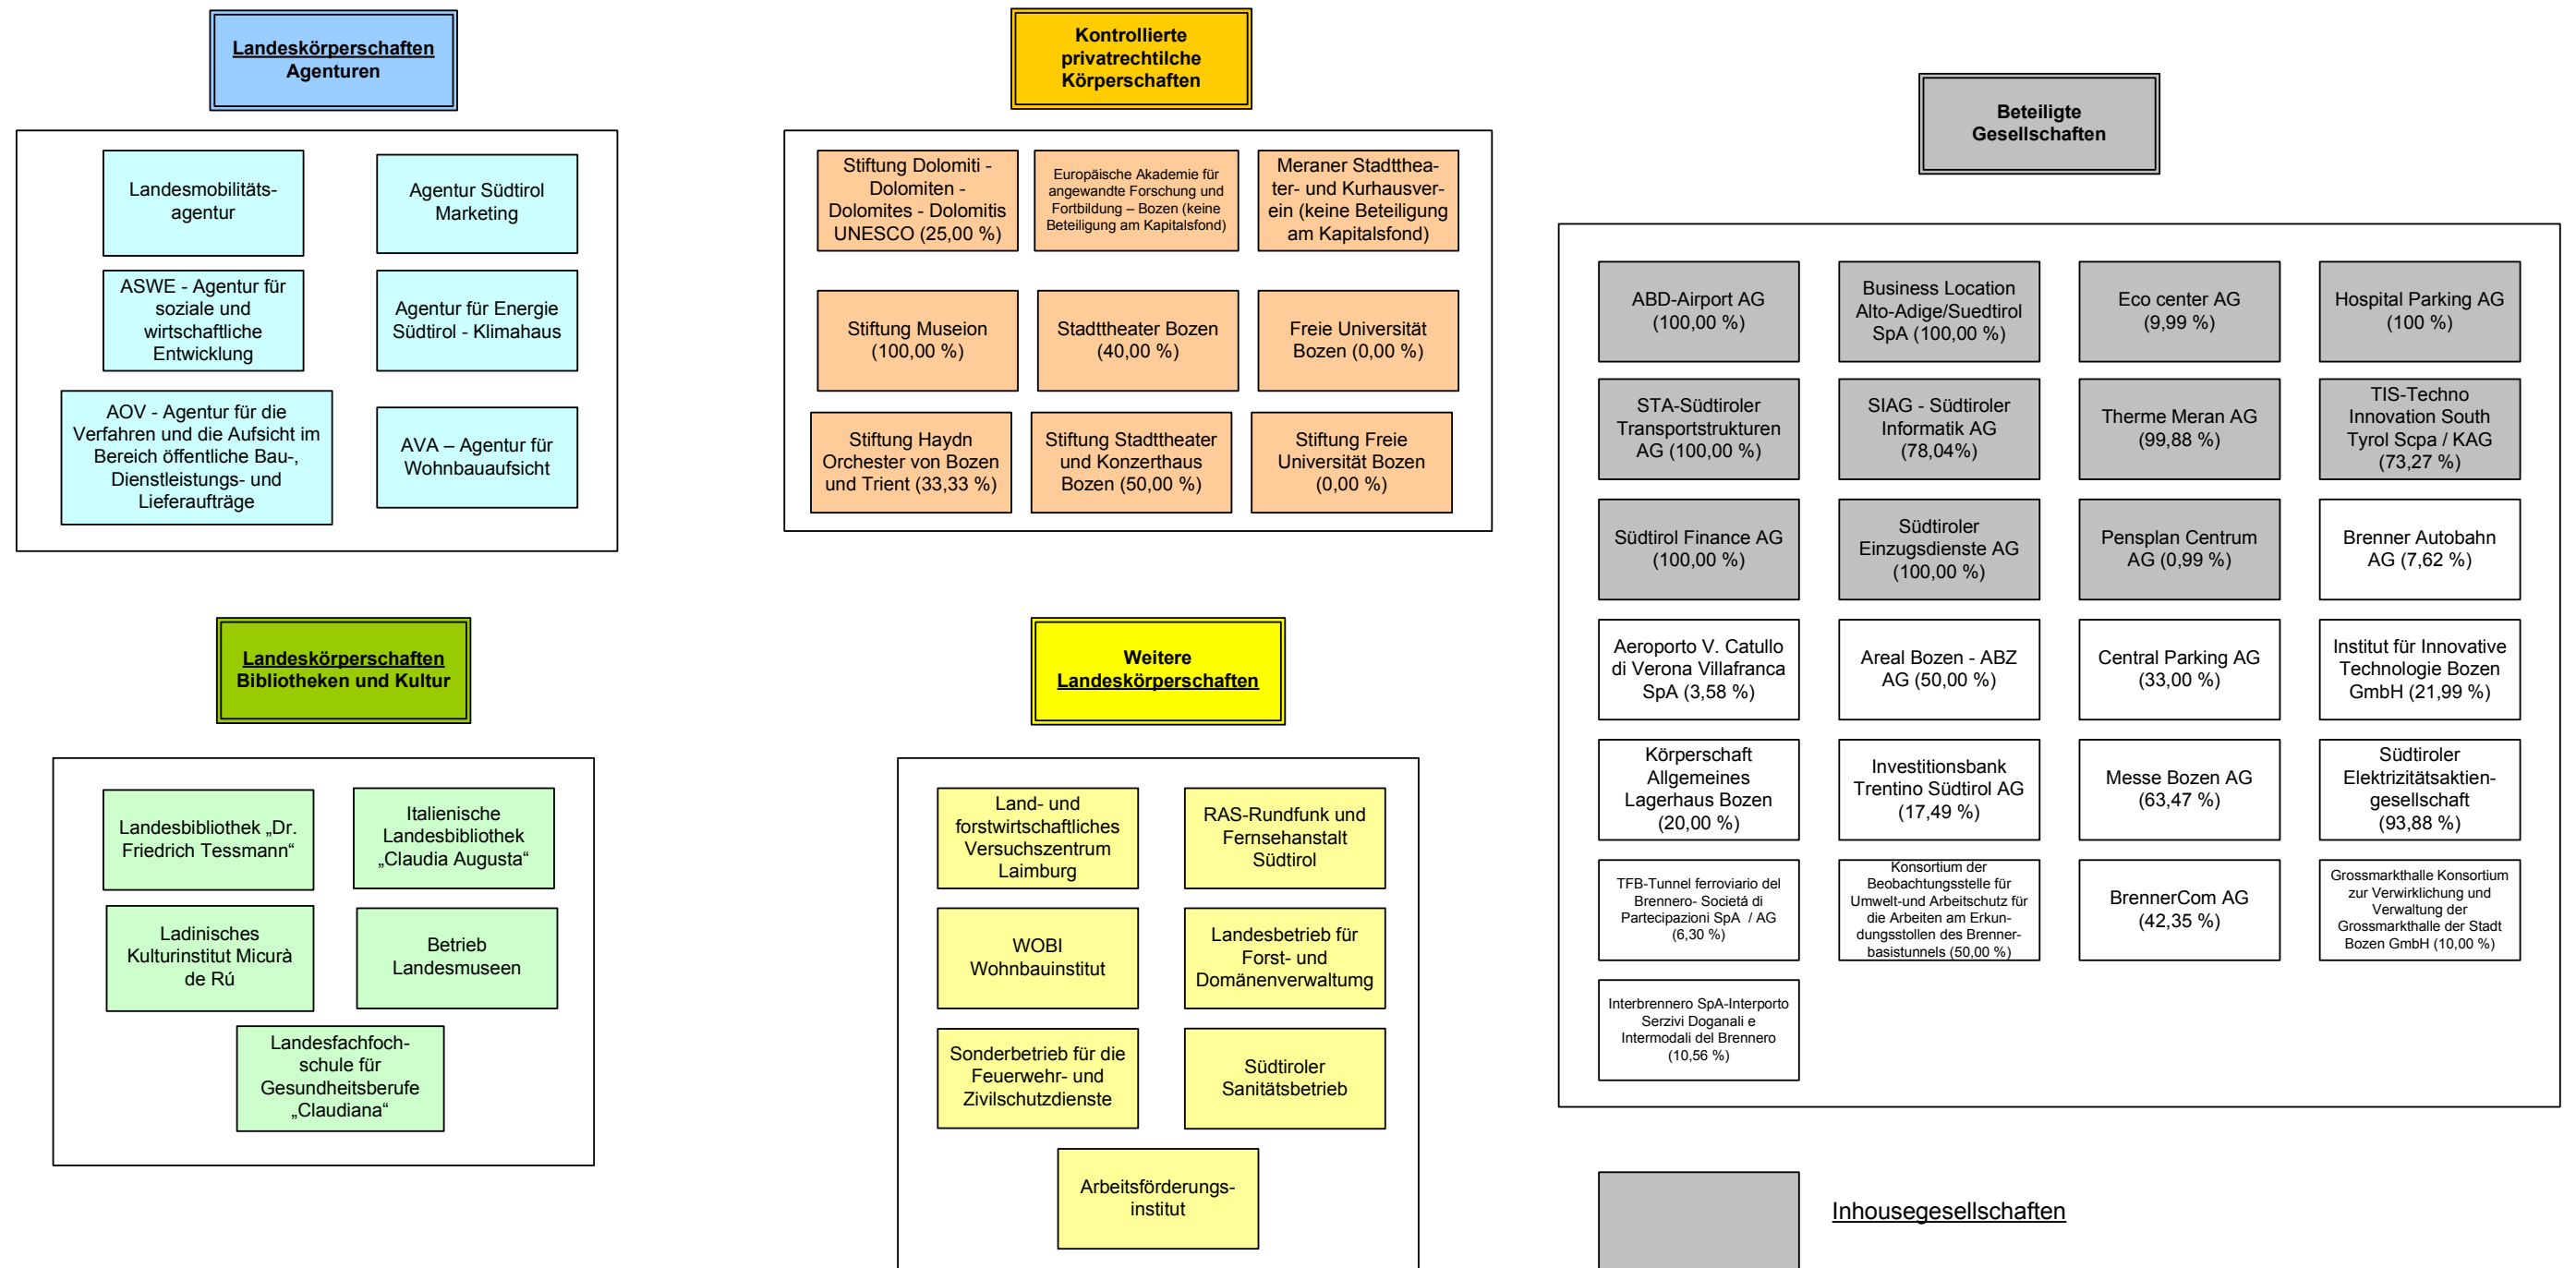 Landeskörperschaften
Agenturen
Landesmobilitäts-
agentur
Agentur Südtirol
Marketing
ASWE - Agentur für
soziale und
wirtschaftliche
Entwicklung
Agentur für Energie
Südtirol - Klimahaus
AOV - Agentur für die
Verfahren und die Aufsicht im
Bereich öffentliche Bau-,
Dienstleistungs- und
Lieferaufträge
AVA – Agentur für
Wohnbauaufsicht
Kontrollierte
privatrechtilche
Körperschaften
Stiftung Dolomiti -
Dolomiten -
Dolomites - Dolomitis
UNESCO (25,00 %)
Europäische Akademie für
angewandte Forschung und
Fortbildung – Bozen (keine
Beteiligung am Kapitalsfond)
Meraner Stadtthea-
ter- und Kurhausver-
ein (keine Beteiligung
am Kapitalsfond)
Stiftung Museion
(100,00 %)
Stadttheater Bozen
(40,00 %)
Freie Universität
Bozen (0,00 %)
Stiftung Haydn
Orchester von Bozen
und Trient (33,33 %)
Stiftung Stadttheater
und Konzerthaus
Bozen (50,00 %)
Stiftung Freie
Universität Bozen
(0,00 %)
Beteiligte
Gesellschaften
ABD-Airport AG
(100,00 %)
Business Location
Alto-Adige/Suedtirol
SpA (100,00 %)
Eco center AG
(9,99 %)
Hospital Parking AG
(100 %)
STA-Südtiroler
Transportstrukturen
AG (100,00 %)
SIAG - Südtiroler
Informatik AG
(78,04%)
Therme Meran AG
(99,88 %)
TIS-Techno
Innovation South
Tyrol Scpa / KAG
(73,27 %)
Südtirol Finance AG
(100,00 %)
Südtiroler
Einzugsdienste AG
(100,00 %)
Pensplan Centrum
AG (0,99 %)
Brenner Autobahn
AG (7,62 %)
Aeroporto V. Catullo
di Verona Villafranca
SpA (3,58 %)
Areal Bozen - ABZ
AG (50,00 %)
Central Parking AG
(33,00 %)
Institut für Innovative
Technologie Bozen
GmbH (21,99 %)
Körperschaft
Allgemeines
Lagerhaus Bozen
(20,00 %)
Investitionsbank
Trentino Südtirol AG
(17,49 %)
Messe Bozen AG
(63,47 %)
Südtiroler
Elektrizitätsaktien-
gesellschaft
(93,88 %)
TFB-Tunnel ferroviario del
Brennero- Societá di
Partecipazioni SpA / AG
(6,30 %)
Konsortium der
Beobachtungsstelle für
Umwelt-und Arbeitschutz für
die Arbeiten am Erkun-
dungsstollen des Brenner-
basistunnels (50,00 %)
BrennerCom AG
(42,35 %)
Grossmarkthalle Konsortium
zur Verwirklichung und
Verwaltung der
Grossmarkthalle der Stadt
Bozen GmbH (10,00 %)
Interbrennero SpA-Interporto
Serzivi Doganali e
Intermodali del Brennero
(10,56 %)
Inhousegesellschaften
Landeskörperschaften
Bibliotheken und Kultur
Landesbibliothek „Dr.
Friedrich Tessmann“
Italienische
Landesbibliothek
„Claudia Augusta“
Ladinisches
Kulturinstitut Micurà
de Rú
Betrieb
Landesmuseen
Landesfachfoch-
schule für
Gesundheitsberufe
„Claudiana“
Weitere
Landeskörperschaften
Land- und
forstwirtschaftliches
Versuchszentrum
Laimburg
RAS-Rundfunk und
Fernsehanstalt
Südtirol
WOBI
Wohnbauinstitut
Landesbetrieb für
Forst- und
Domänenverwaltumg
Sonderbetrieb für die
Feuerwehr- und
Zivilschutzdienste
Südtiroler
Sanitätsbetrieb
Arbeitsförderungs-
institut